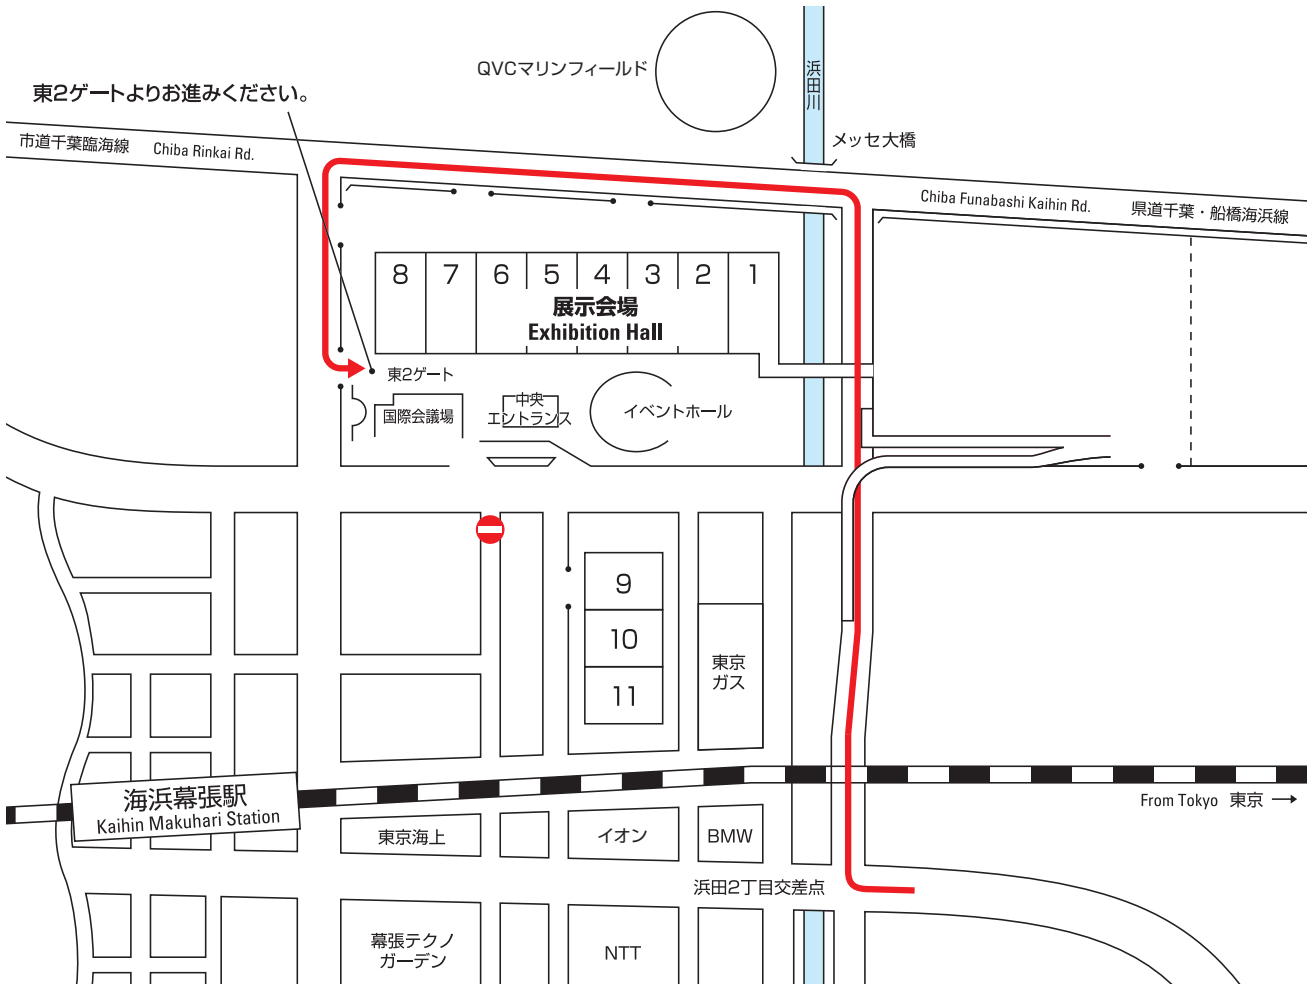 QVCマリンフィールド
浜田川
東2ゲートよりお進みください。
メッセ大橋
市道千葉臨海線 Chiba Rinkai Rd.
Chiba Funabashi Kaihin Rd. 県道千葉・船橋海浜線
8 7 6 5 4 3 2 1
展示会場
Exhibition Hall
東2ゲート
国際会議場
中央
エントランス
イベントホール
9
10
11
東京
ガス
海浜幕張駅
Kaihin Makuhari Station
From Tokyo 東京
東京海上
イオン
BMW
浜田2丁目交差点
幕張テクノ
ガーデン
NTT